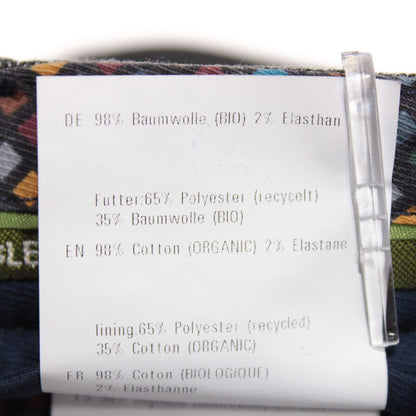 DE 98% Baumwolle (BIO) 2% Elasthan
Futter:65% Polyester (recycelt)
35% Baumwolle (BIO)
EN 98% Cotton (ORGANIC) 2% Elastane
lining:65% Polyester (recycled)
35% Cotton (ORGANIC)
FR 98% Coton (BIOLOGIQUE)
2% Elasthanne